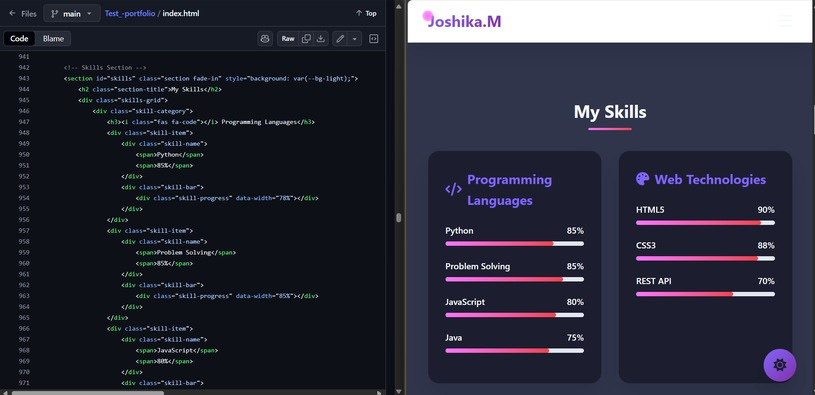 Files
main
Test_-portfolio / index.html
Top
Code
Blame
Raw
941
942 <!-- Skills Section -->
943 <section id="skills" class="section fade-in" style="background: var(--bg-light);">
944 <h2 class="section-title">My Skills</h2>
945 <div class="skills-grid">
946 <div class="skill-category">
947 <h3><i class="fas fa-code"></i> Programming Languages</h3>
948 <div class="skill-item">
949 <div class="skill-name">
950 <span>Python</span>
951 <span>85%</span>
952 </div>
953 <div class="skill-bar">
954 <div class="skill-progress" data-width="78%"></div>
955 </div>
956 </div>
957 <div class="skill-item">
958 <div class="skill-name">
959 <span>Problem Solving</span>
960 <span>85%</span>
961 </div>
962 <div class="skill-bar">
963 <div class="skill-progress" data-width="85%"></div>
964 </div>
965 </div>
966 <div class="skill-item">
967 <div class="skill-name">
968 <span>JavaScript</span>
969 <span>80%</span>
970 </div>
971 <div class="skill-bar">
Joshika.M
My Skills
Programming
Languages
Python 85%
Problem Solving 85%
JavaScript 80%
Java 75%
Web Technologies
HTML5 90%
CSS3 88%
REST API 70%